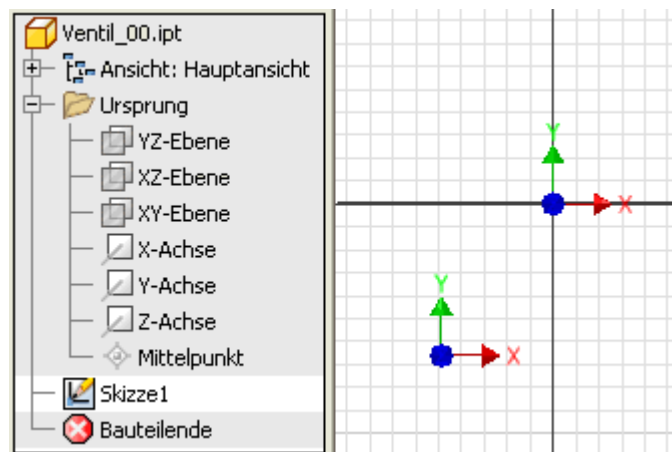 Ventil_00.ipt
Ansicht: Hauptansicht
Ursprung
YZ-Ebene
XZ-Ebene
XY-Ebene
X-Achse
Y-Achse
Z-Achse
Mittelpunkt
Skizze1
Bauteilende
Y
X
Y
X